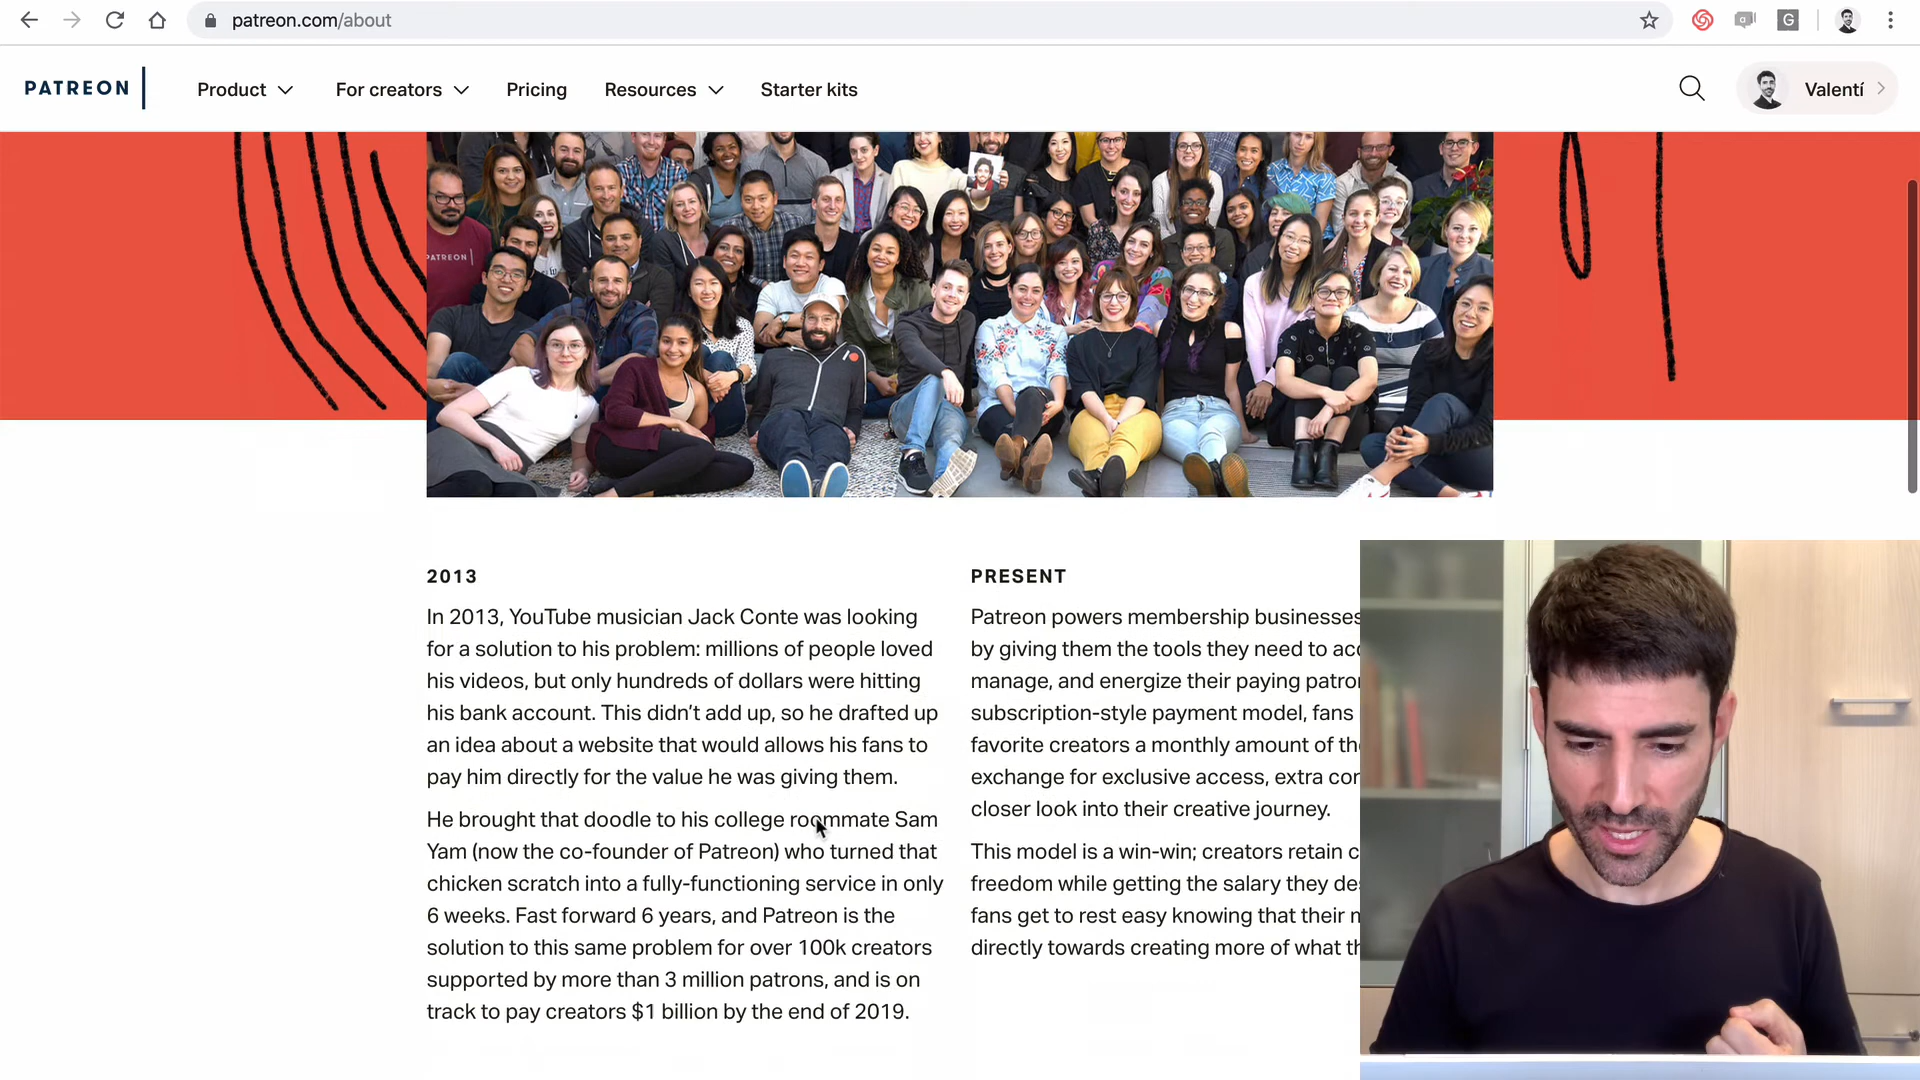 patreon.com/about
G
PATREON
Product
For creators
Pricing
Resources
Starter kits
Valentí
PATREON
2013
In 2013, YouTube musician Jack Conte was looking
for a solution to his problem: millions of people loved
his videos, but only hundreds of dollars were hitting
his bank account. This didn’t add up, so he drafted up
an idea about a website that would allows his fans to
pay him directly for the value he was giving them.
He brought that doodle to his college roommate Sam
Yam (now the co-founder of Patreon) who turned that
chicken scratch into a fully-functioning service in only
6 weeks. Fast forward 6 years, and Patreon is the
solution to this same problem for over 100k creators
supported by more than 3 million patrons, and is on
track to pay creators $1 billion by the end of 2019.
PRESENT
Patreon powers membership businesses
by giving them the tools they need to
manage, and energize their paying
subscription-style payment model, fans
favorite creators a monthly amount of
exchange for exclusive access, extra
closer look into their creative journey.
This model is a win-win; creators retain
freedom while getting the salary they
fans get to rest easy knowing that their
directly towards creating more of what